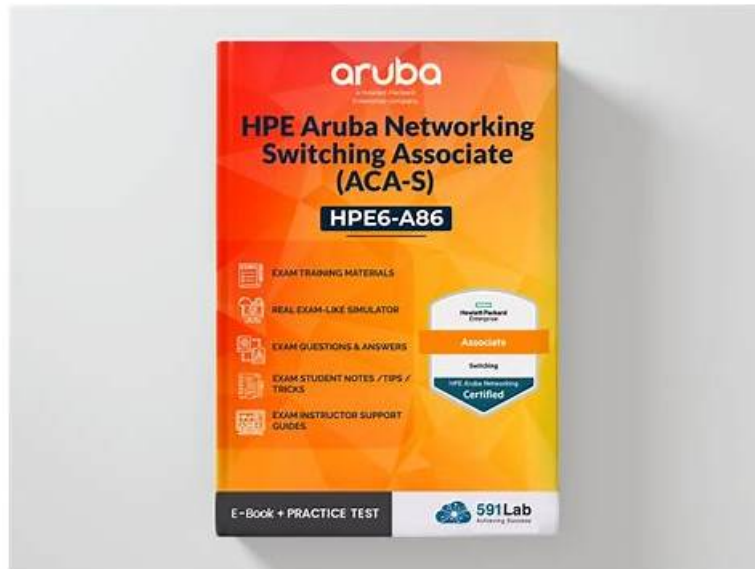 aruba
a Hewlett Packard
Enterprise company
HPE Aruba Networking
Switching Associate
(ACA-S)
HPE6-A86
EXAM TRAINING MATERIALS
REAL EXAM-LIKE SIMULATOR
EXAM QUESTIONS & ANSWERS
EXAM STUDENT NOTES /TIPS /
TRICKS
EXAM INSTRUCTOR SUPPORT
GUIDES
Hewlett Packard
Enterprise
Associate
Switching
HPE Aruba Networking
Certified
E-Book + PRACTICE TEST
591Lab
Achieving Success